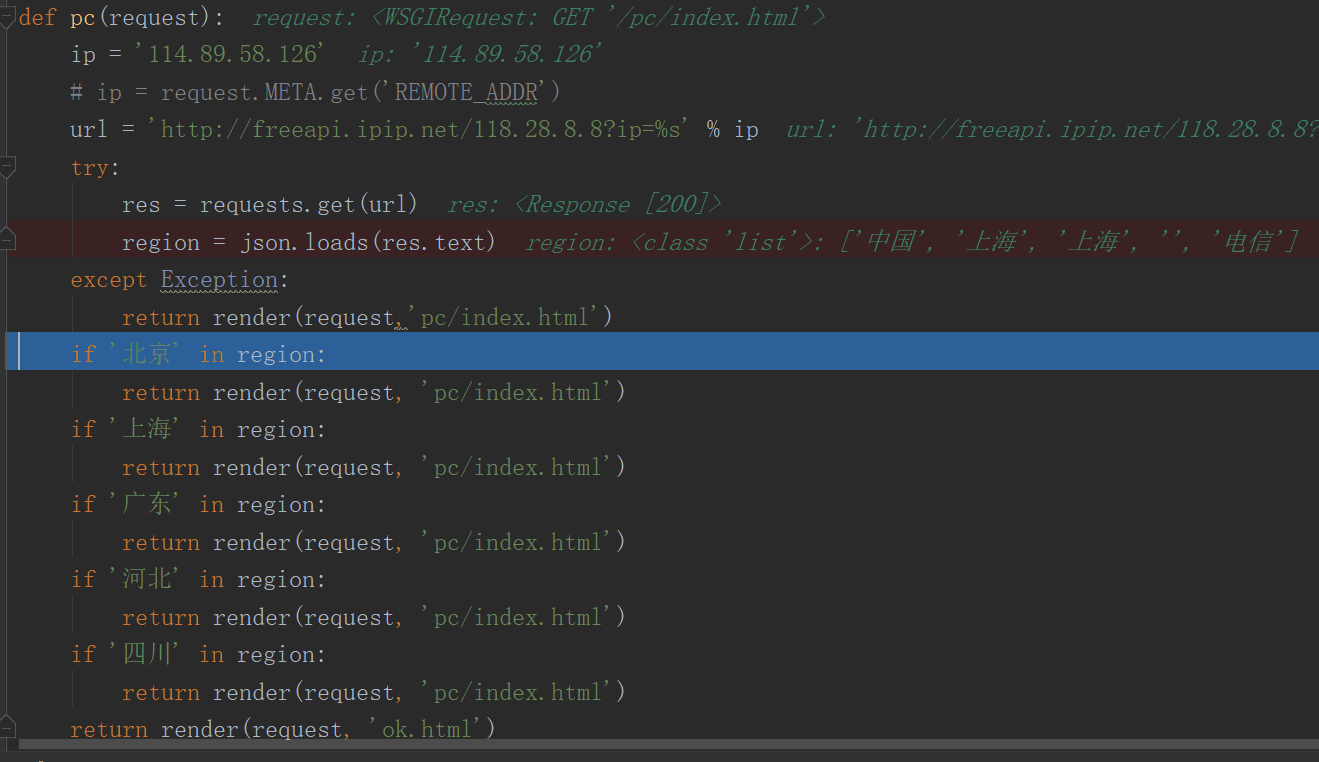 def pc(request):  request: <WSGIRequest: GET '/pc/index.html'>
    ip = '114.89.58.126'  ip: '114.89.58.126'
    # ip = request.META.get('REMOTE_ADDR')
    url = 'http://freeapi.ipip.net/118.28.8.8?ip=%s' % ip  url: 'http://freeapi.ipip.net/118.28.8.8?
    try:
        res = requests.get(url)  res: <Response [200]>
        region = json.loads(res.text)  region: <class 'list'>: ['中国', '上海', '上海', '', '电信']
    except Exception:
        return render(request,'pc/index.html')
    if '北京' in region:
        return render(request, 'pc/index.html')
    if '上海' in region:
        return render(request, 'pc/index.html')
    if '广东' in region:
        return render(request, 'pc/index.html')
    if '河北' in region:
        return render(request, 'pc/index.html')
    if '四川' in region:
        return render(request, 'pc/index.html')
    return render(request, 'ok.html')